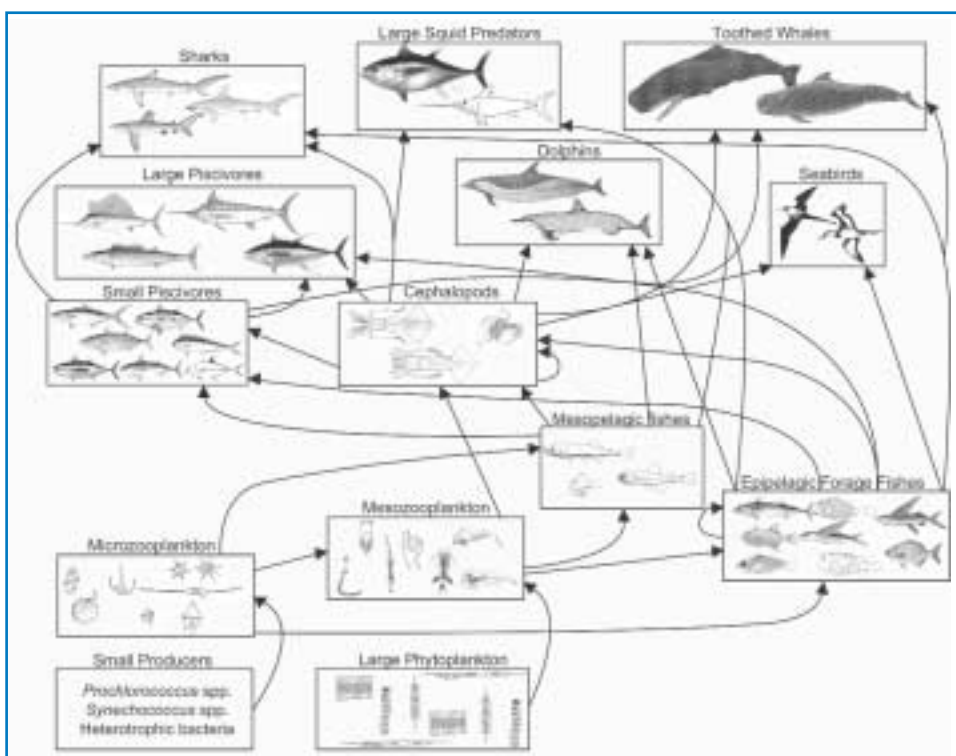 Large Squid Predators
Toothed Whales
Sharks
Dolphins
Large Piscivores
Seabirds
Small Piscivores
Cephalopods
Mesopelagic fishes
Epipelagic Forage Fishes
Mesozooplankton
Microzooplankton
Small Producers
Large Phytoplankton
Prochlorococcus spp.
Synechococcus spp.
Heterotrophic bacteria